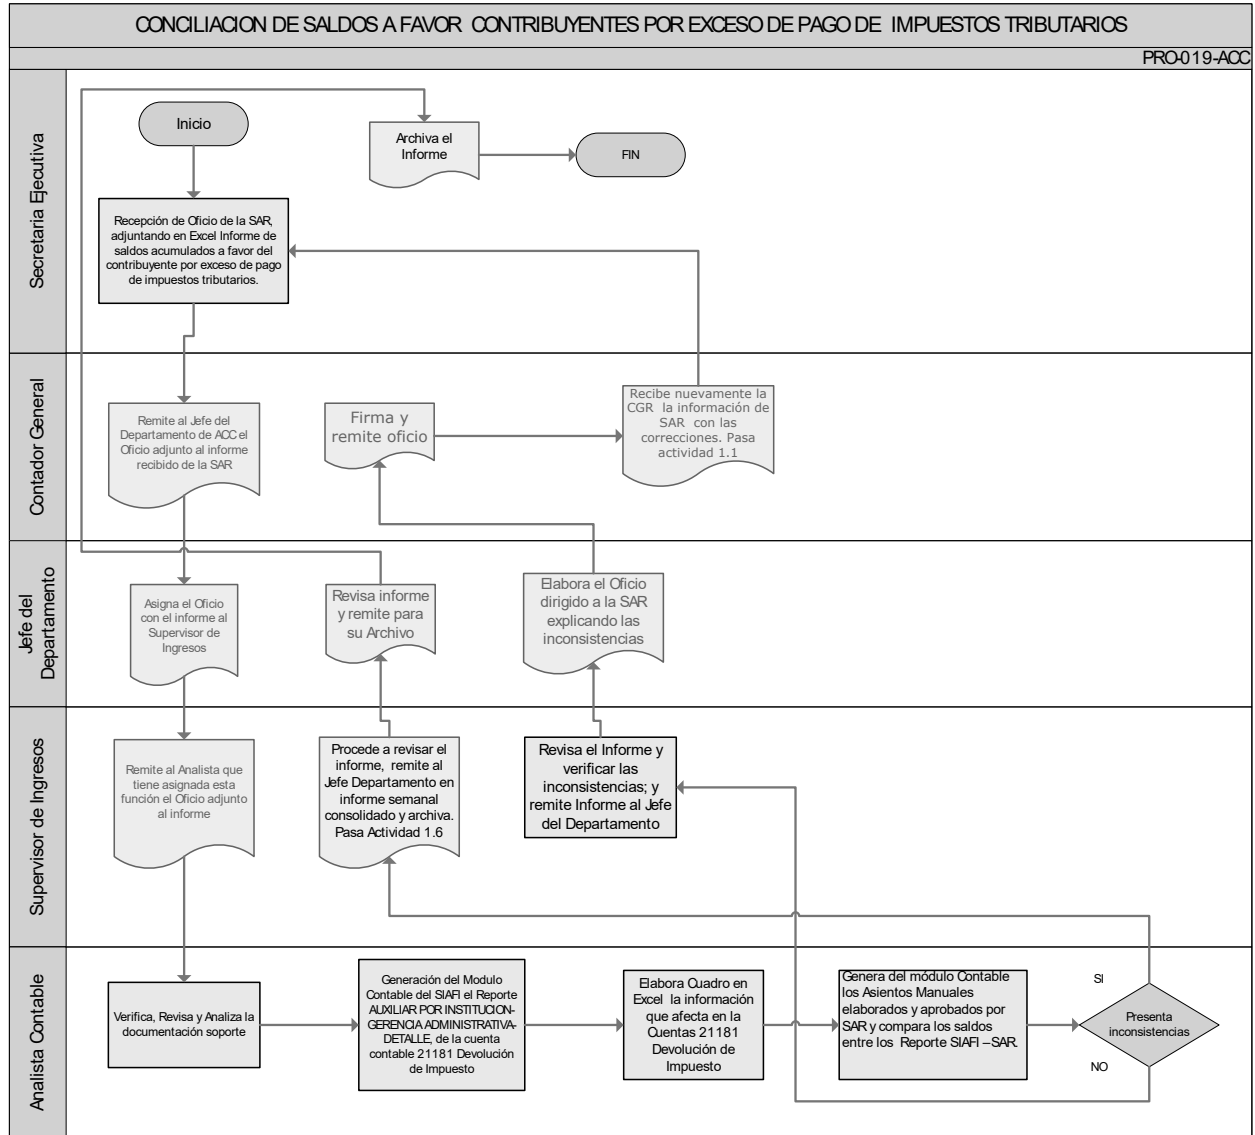 CONCILIACION DE SALDOS A FAVOR CONTRIBUYENTES POR EXCESO DE PAGO DE IMPUESTOS TRIBUTARIOS
PRO-019-ACC
Secretaria Ejecutiva
Inicio
Archiva el
Informe
FIN
Recepción de Oficio de la SAR,
adjuntando en Excel Informe de
saldos acumulados a favor del
contribuyente por exceso de pago
de impuestos tributarios.
Contador General
Remite al Jefe del
Departamento de ACC el
Oficio adjunto al informe
recibido de la SAR
Firma y
remite oficio
Recibe nuevamente la
CGR la información de
SAR con las
correcciones. Pasa
actividad 1.1
Jefe del
Departamento
Asigna el Oficio
con el informe al
Supervisor de
Ingresos
Revisa informe
y remite para
su Archivo
Elabora el Oficio
dirigido a la SAR
explicando las
inconsistencias
Supervisor de Ingresos
Remite al Analista que
tiene asignada esta
función el Oficio adjunto
al informe
Procede a revisar el
informe, remite al
Jefe Departamento en
informe semanal
consolidado y archiva.
Pasa Actividad 1.6
Revisa el Informe y
verificar las
inconsistencias; y
remite Informe al Jefe
del Departamento
Analista Contable
Verifica, Revisa y Analiza la
documentación soporte
Generación del Modulo
Contable del SIAFI el Reporte
AUXILIAR POR INSTITUCION-
GERENCIA ADMINISTRATIVA-
DETALLE, de la cuenta
contable 21181 Devolución
de Impuesto
Elabora Cuadro en
Excel la información
que afecta en la
Cuentas 21181
Devolución de
Impuesto
Genera del módulo Contable
los Asientos Manuales
elaborados y aprobados por
SAR y compara los saldos
entre los Reporte SIAFI –SAR.
SI
Presenta
inconsistencias
NO